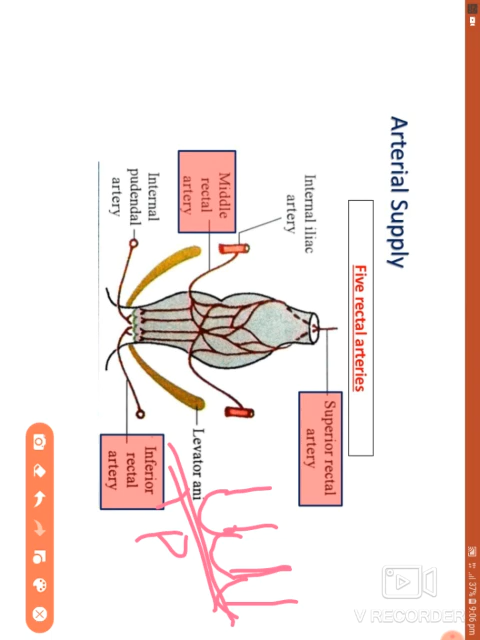 37% 9:06 pm
Arterial Supply
Five rectal arteries
Superior rectal
artery
Internal iliac
artery
Middle
rectal
artery
Internal
pudendal
artery
Levator ani
Inferior
rectal
artery
V RECORDER